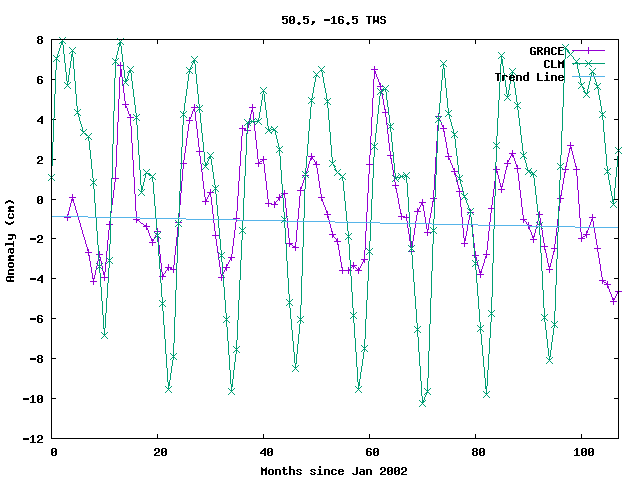 50.5, -16.5 TWS
GRACE
CLM
Trend Line
8
6
4
2
0
-2
-4
-6
-8
-10
-12
Anomaly (cm)
0 20 40 60 80 100
Months since Jan 2002